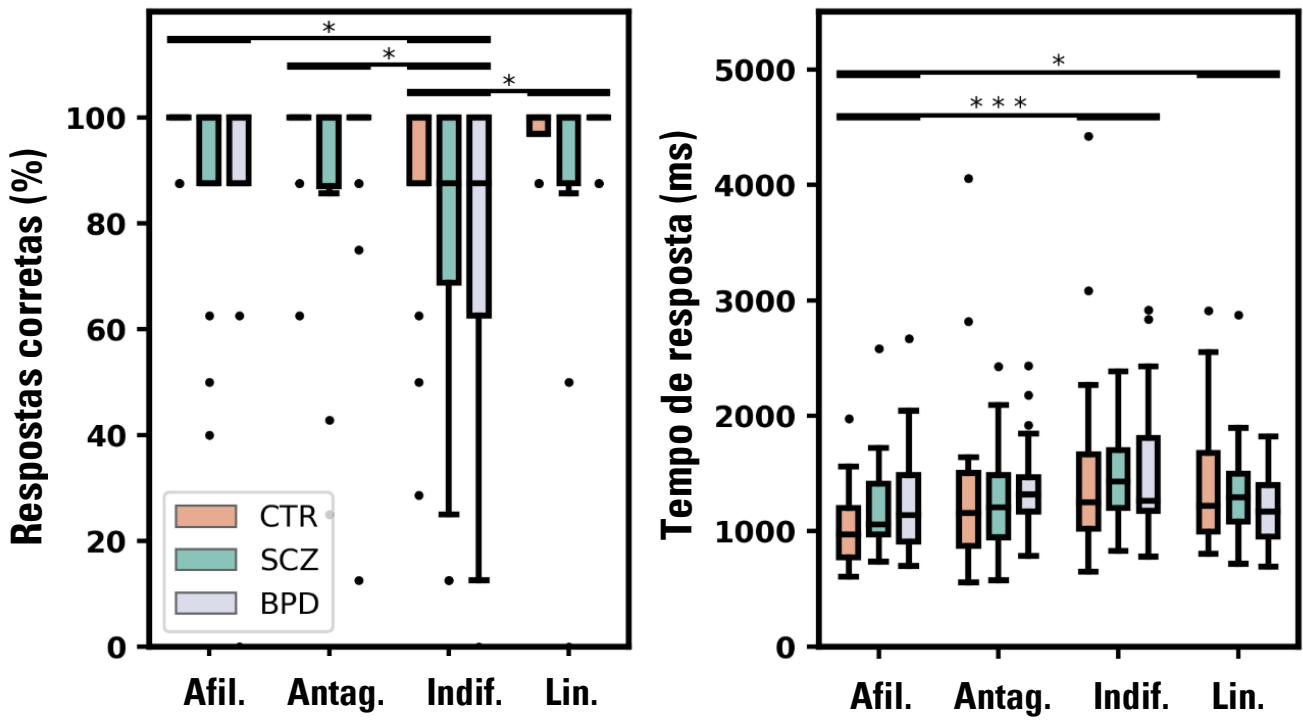 Respostas corretas (%)
100
80
60
40
20
0
*
*
*
CTR
SCZ
BPD
Afil.
Antag.
Indif.
Lin.
Tempo de resposta (ms)
5000
4000
3000
2000
1000
0
*
***
Afil.
Antag.
Indif.
Lin.